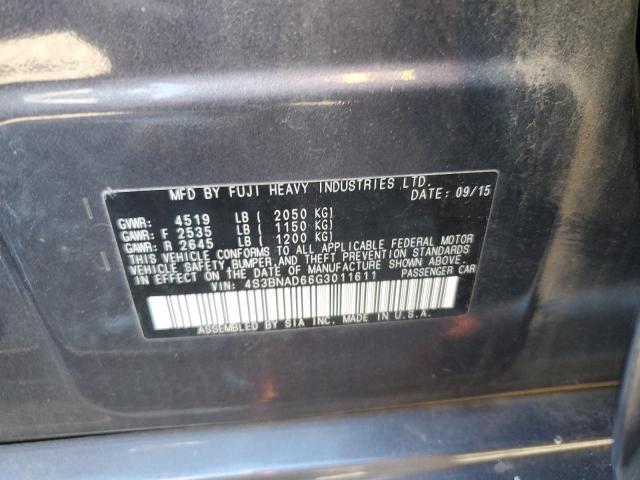 MFD BY FUJI HEAVY INDUSTRIES LTD.
DATE: 09/15
GVWR: 4519 LB ( 2050 KG)
GAWR: F 2535 LB ( 1150 KG)
GAWR: R 2645 LB ( 1200 KG)
THIS VEHICLE CONFORMS TO ALL APPLICABLE FEDERAL MOTOR
VEHICLE SAFETY,BUMPER,AND THEFT PREVENTION STANDARDS
IN EFFECT ON THE DATE OF MANUFACTURE SHOWN ABOVE.
VIN: 4S3BNAD66G3011611 PASSENGER CAR
ASSEMBLED BY SIA INC. MADE IN U.S.A.